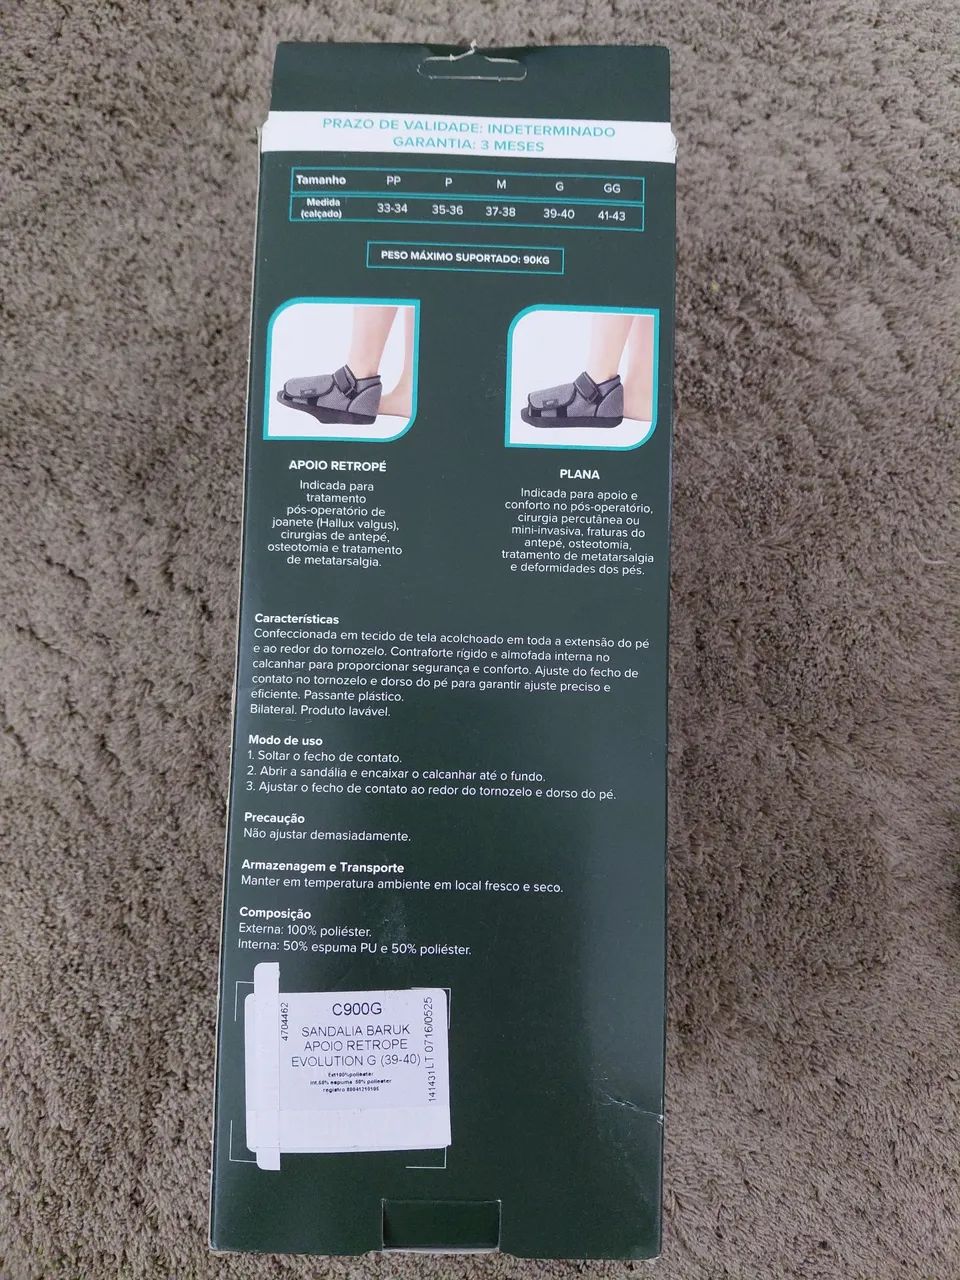 PRAZO DE VALIDADE: INDETERMINADO
GARANTIA: 3 MESES
Tamanho PP P M G GG
Medida (calçado) 33-34 35-36 37-38 39-40 41-43
PESO MÁXIMO SUPORTADO: 90KG
APOIO RETROPÉ
Indicada para
tratamento
pós-operatório de
joanete (Hallux valgus),
cirurgias de antepé,
osteotomia e tratamento
de metatarsalgia.
PLANA
Indicada para apoio e
conforto no pós-operatório,
cirurgia percutânea ou
mini-invasiva, fraturas do
antepé, osteotomia,
tratamento de metatarsalgia
e deformidades dos pés.
Características
Confeccionada em tecido de tela acolchoado em toda a extensão do pé
e ao redor do tornozelo. Contraforte rígido e almofada interna no
calcanhar para proporcionar segurança e conforto. Ajuste do fecho de
contato no tornozelo e dorso do pé para garantir ajuste preciso e
eficiente. Passante plástico.
Bilateral. Produto lavável.
Modo de uso
1. Soltar o fecho de contato.
2. Abrir a sandália e encaixar o calcanhar até o fundo.
3. Ajustar o fecho de contato ao redor do tornozelo e dorso do pé.
Precaução
Não ajustar demasiadamente.
Armazenagem e Transporte
Manter em temperatura ambiente em local fresco e seco.
Composição
Externa: 100% poliéster.
Interna: 50% espuma PU e 50% poliéster.
4704462
C900G
SANDALIA BARUK
APOIO RETROPE
EVOLUTION G (39-40)
Ext100%poliester
int.50% espuma 50% poliester
registro 80041210105
141431 LT 0716/0525